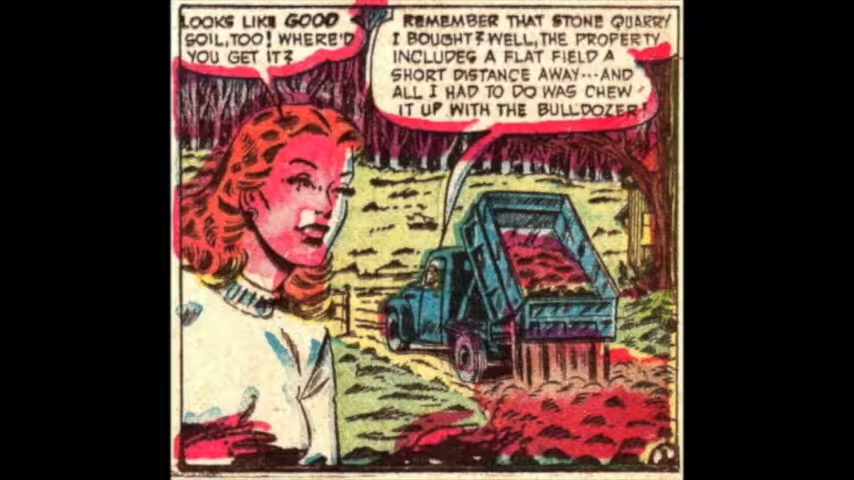 LOOKS LIKE GOOD
SOIL, TOO! WHERE'D
YOU GET IT?
REMEMBER THAT STONE QUARRY
I BOUGHT? WELL, THE PROPERTY
INCLUDES A FLAT FIELD A
SHORT DISTANCE AWAY...AND
ALL I HAD TO DO WAS CHEW
IT UP WITH THE BULLDOZER!